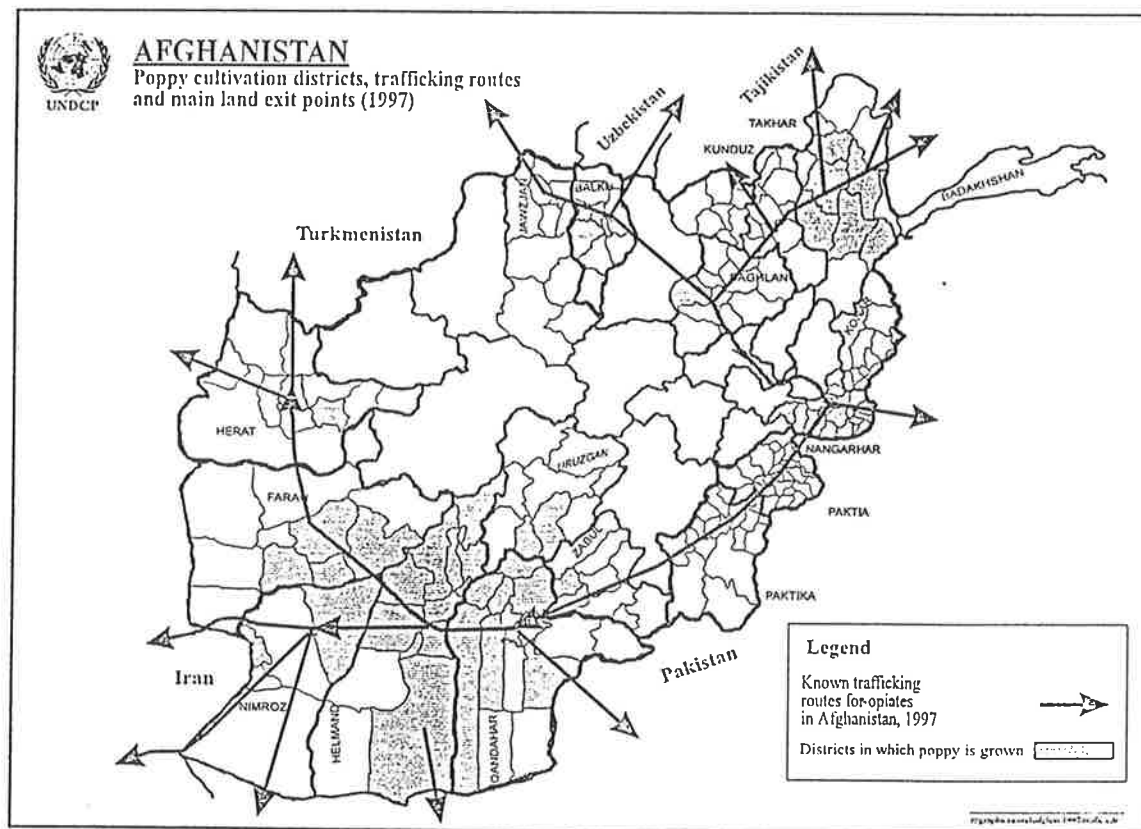 AFGHANISTAN
Poppy cultivation districts, trafficking routes
and main land exit points (1997)
UNDCP
Uzbekistan
Tajikistan
TAKHAR
KUNDUZ
BADAKHSHAN
JAWZJAN
BALKH
Turkmenistan
BAGHLAN
HERAT
NANGARHAR
URUZGAN
FARAH
PAKTIA
ZABUL
PAKTIKA
Pakistan
Iran
NIMROZ
HELMAND
QANDAHAR
Legend
Known trafficking
routes for opiates
in Afghanistan, 1997
Districts in which poppy is grown